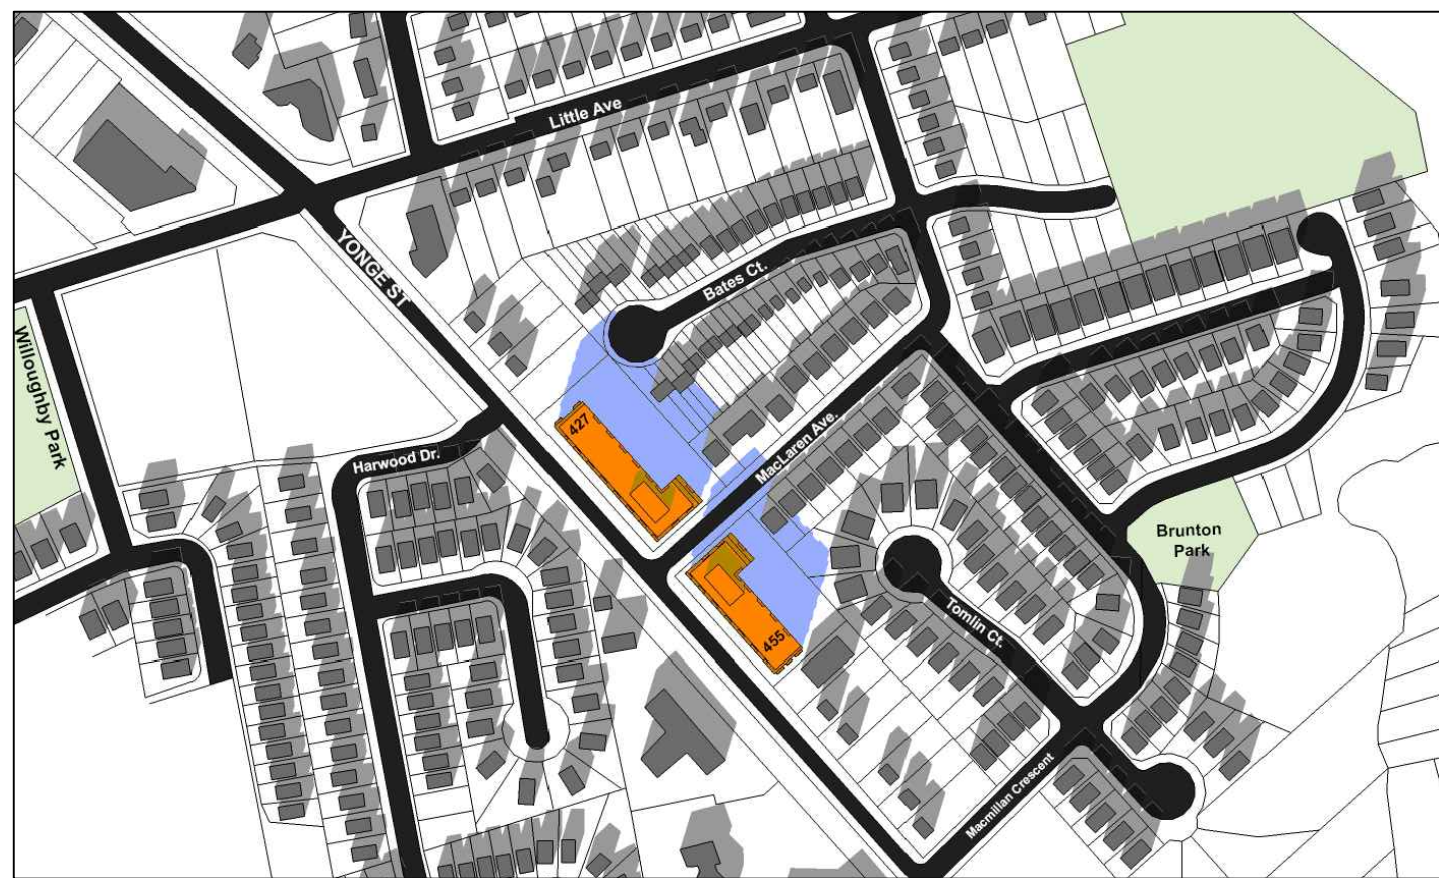 Little Ave
YONGE ST
Bates Ct.
Willoughby Park
427
MacLaren Ave.
Harwood Dr.
Brunton
Park
Tomlin Ct.
455
Macmillan Crescent